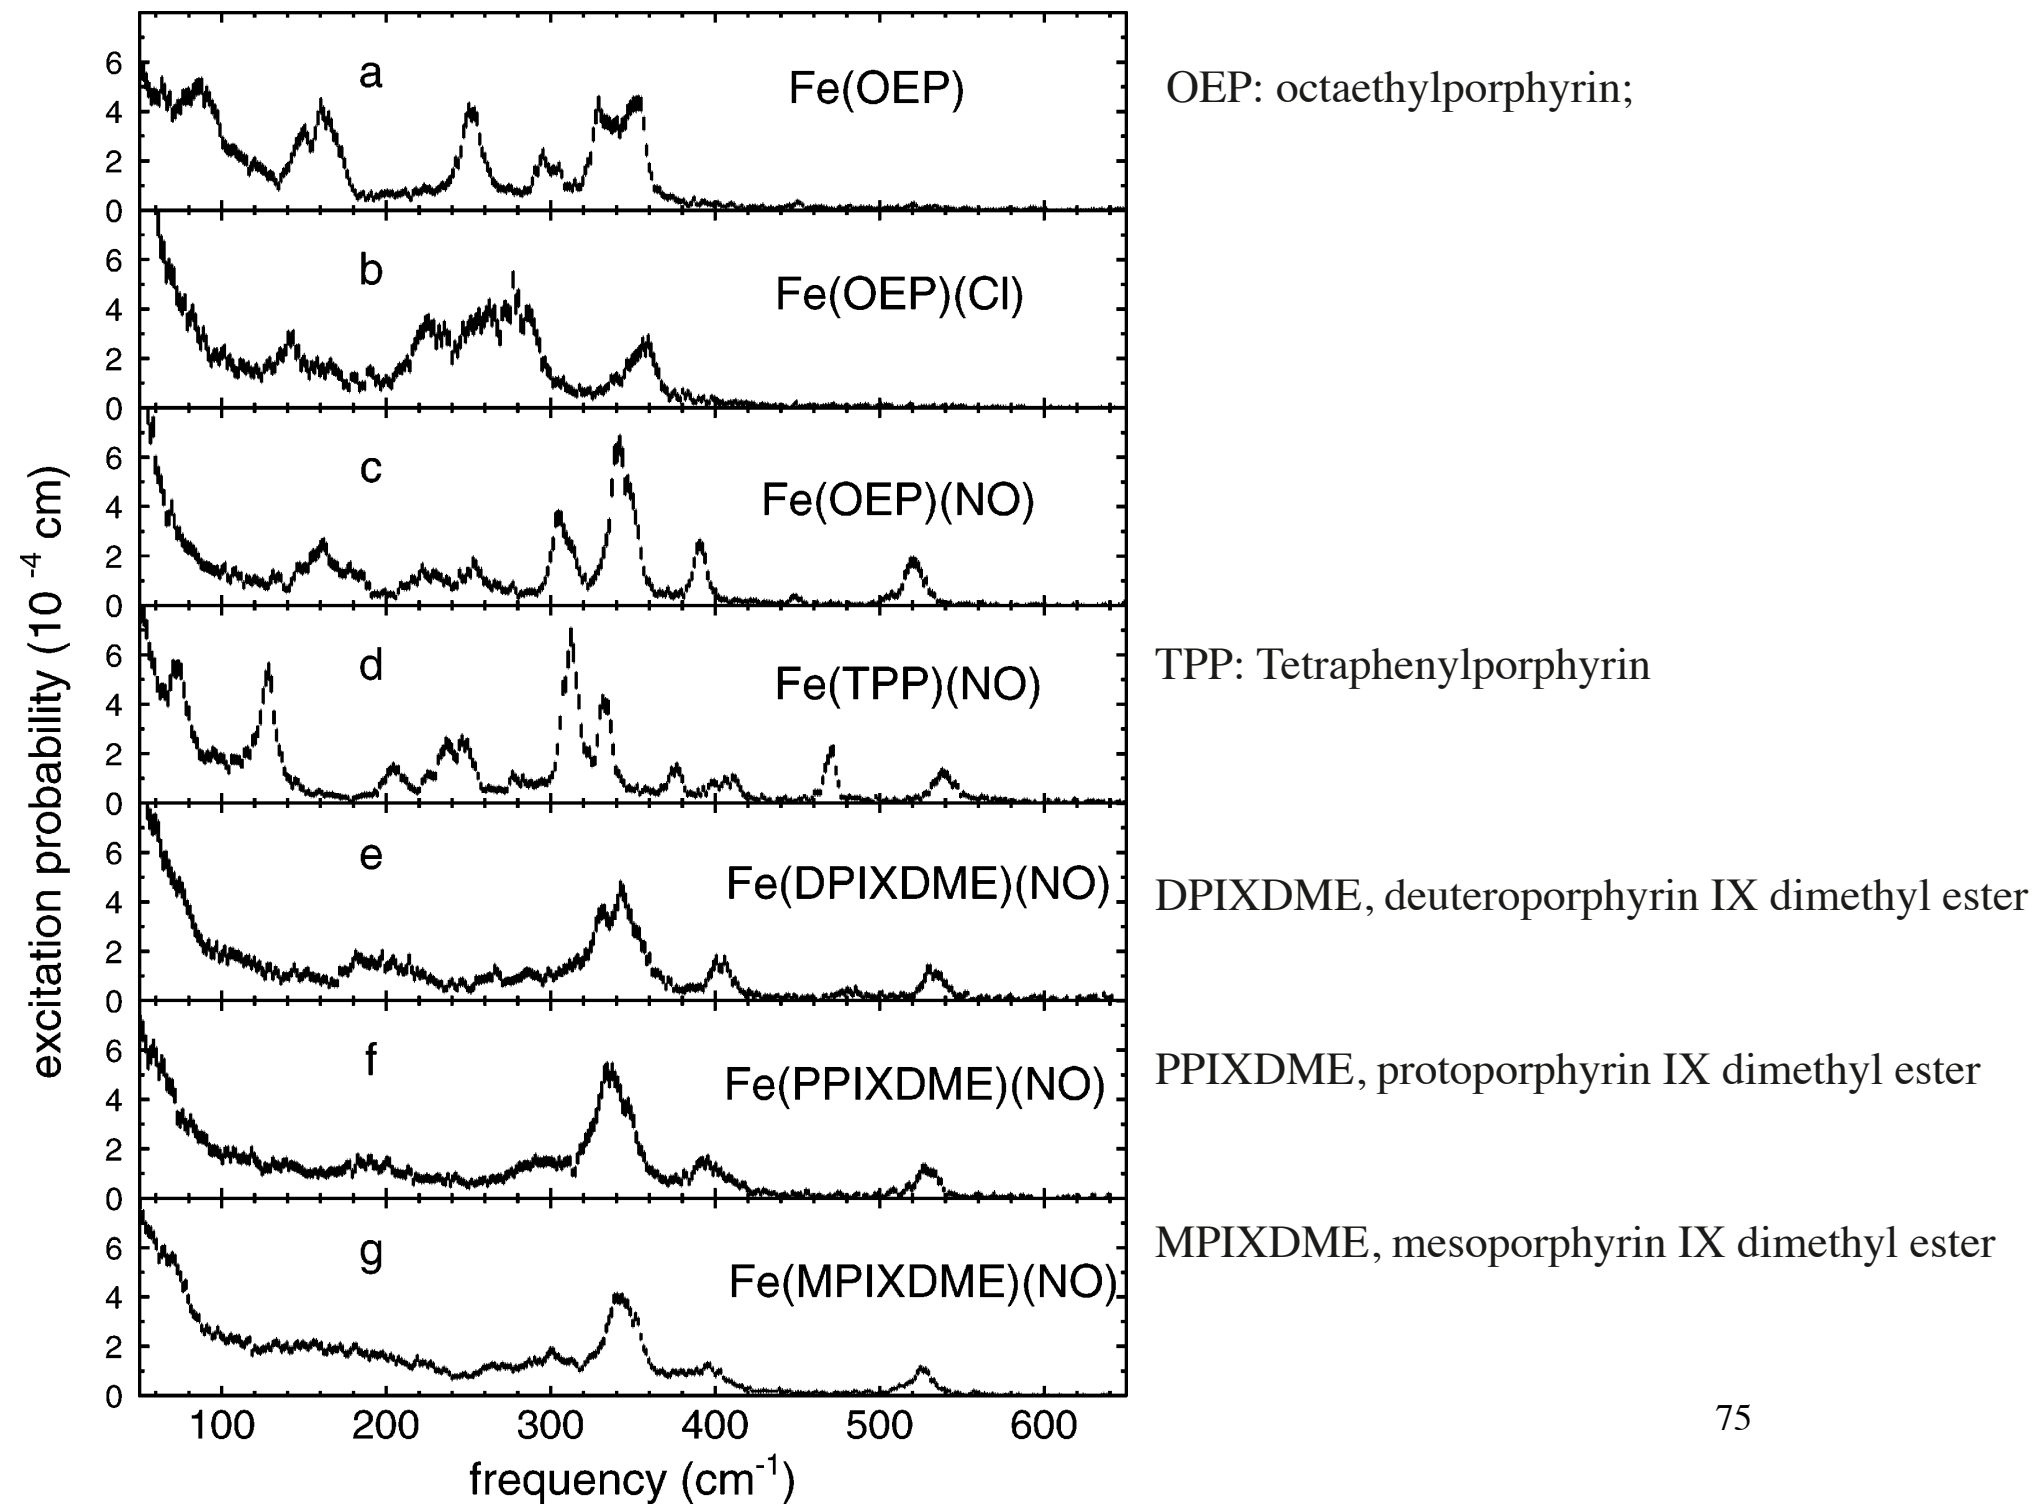 a
Fe(OEP)
OEP: octaethylporphyrin;
6
4
2
0
b
Fe(OEP)(Cl)
6
4
2
0
c
Fe(OEP)(NO)
6
4
2
0
d
Fe(TPP)(NO)
TPP: Tetraphenylporphyrin
6
4
2
0
e
Fe(DPIXDME)(NO)
DPIXDME, deuteroporphyrin IX dimethyl ester
6
4
2
0
f
Fe(PPIXDME)(NO)
PPIXDME, protoporphyrin IX dimethyl ester
6
4
2
0
g
Fe(MPIXDME)(NO)
MPIXDME, mesoporphyrin IX dimethyl ester
6
4
2
0
excitation probability (10 ⁻⁴ cm)
100 200 300 400 500 600
frequency (cm⁻¹)
75